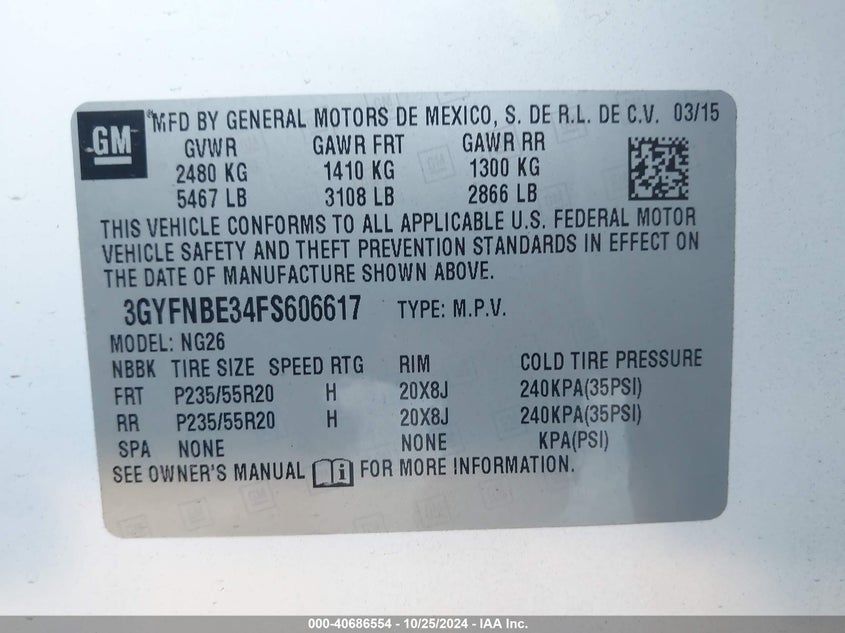 GM
MFD BY GENERAL MOTORS DE MEXICO, S. DE R.L. DE C.V. 03/15
GVWR GAWR FRT GAWR RR
2480 KG 1410 KG 1300 KG
5467 LB 3108 LB 2866 LB
THIS VEHICLE CONFORMS TO ALL APPLICABLE U.S. FEDERAL MOTOR
VEHICLE SAFETY AND THEFT PREVENTION STANDARDS IN EFFECT ON
THE DATE OF MANUFACTURE SHOWN ABOVE.
3GYFNBE34FS606617 TYPE: M.P.V.
MODEL: NG26
NBBK TIRE SIZE SPEED RTG RIM COLD TIRE PRESSURE
FRT P235/55R20 H 20X8J 240KPA(35PSI)
RR P235/55R20 H 20X8J 240KPA(35PSI)
SPA NONE NONE KPA(PSI)
SEE OWNER'S MANUAL i FOR MORE INFORMATION.
000-40686554 - 10/25/2024 - IAA Inc.